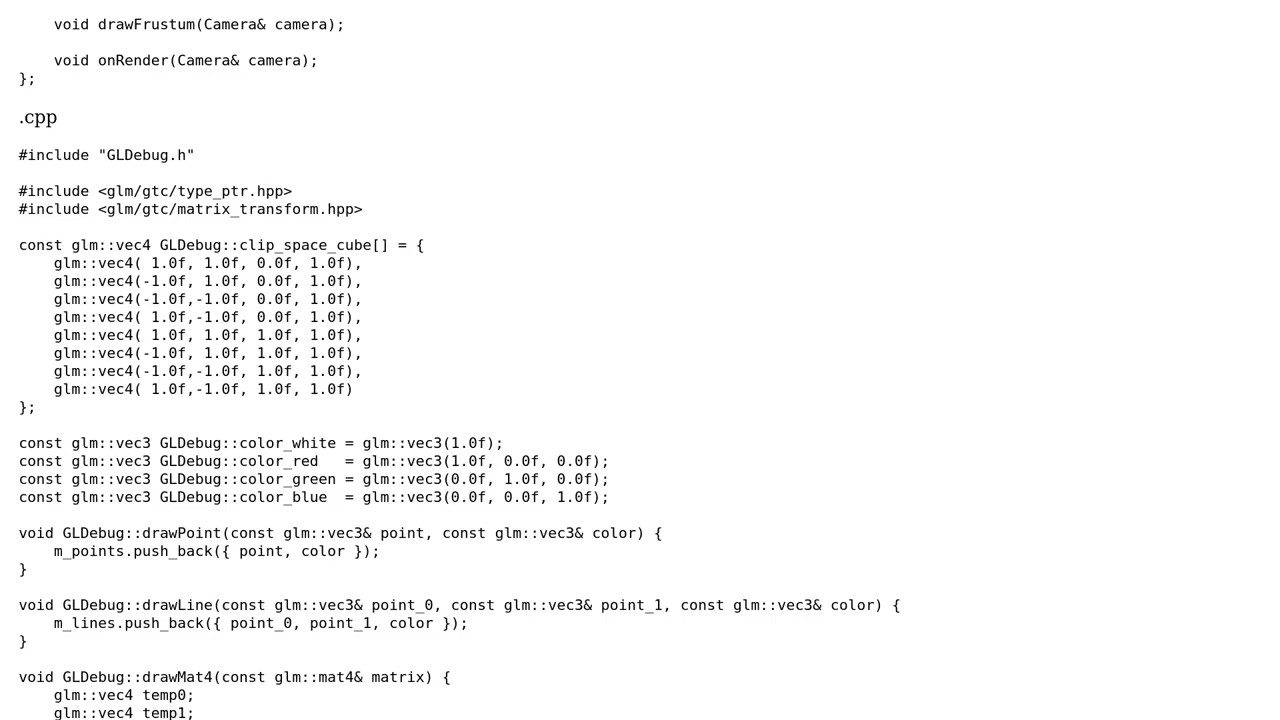 void drawFrustum(Camera& camera);

    void onRender(Camera& camera);
};

.cpp

#include "GLDebug.h"

#include <glm/gtc/type_ptr.hpp>
#include <glm/gtc/matrix_transform.hpp>

const glm::vec4 GLDebug::clip_space_cube[] = {
    glm::vec4( 1.0f, 1.0f, 0.0f, 1.0f),
    glm::vec4(-1.0f, 1.0f, 0.0f, 1.0f),
    glm::vec4(-1.0f,-1.0f, 0.0f, 1.0f),
    glm::vec4( 1.0f,-1.0f, 0.0f, 1.0f),
    glm::vec4( 1.0f, 1.0f, 1.0f, 1.0f),
    glm::vec4(-1.0f, 1.0f, 1.0f, 1.0f),
    glm::vec4(-1.0f,-1.0f, 1.0f, 1.0f),
    glm::vec4( 1.0f,-1.0f, 1.0f, 1.0f)
};

const glm::vec3 GLDebug::color_white = glm::vec3(1.0f);
const glm::vec3 GLDebug::color_red   = glm::vec3(1.0f, 0.0f, 0.0f);
const glm::vec3 GLDebug::color_green = glm::vec3(0.0f, 1.0f, 0.0f);
const glm::vec3 GLDebug::color_blue  = glm::vec3(0.0f, 0.0f, 1.0f);

void GLDebug::drawPoint(const glm::vec3& point, const glm::vec3& color) {
    m_points.push_back({ point, color });
}

void GLDebug::drawLine(const glm::vec3& point_0, const glm::vec3& point_1, const glm::vec3& color) {
    m_lines.push_back({ point_0, point_1, color });
}

void GLDebug::drawMat4(const glm::mat4& matrix) {
    glm::vec4 temp0;
    glm::vec4 temp1;